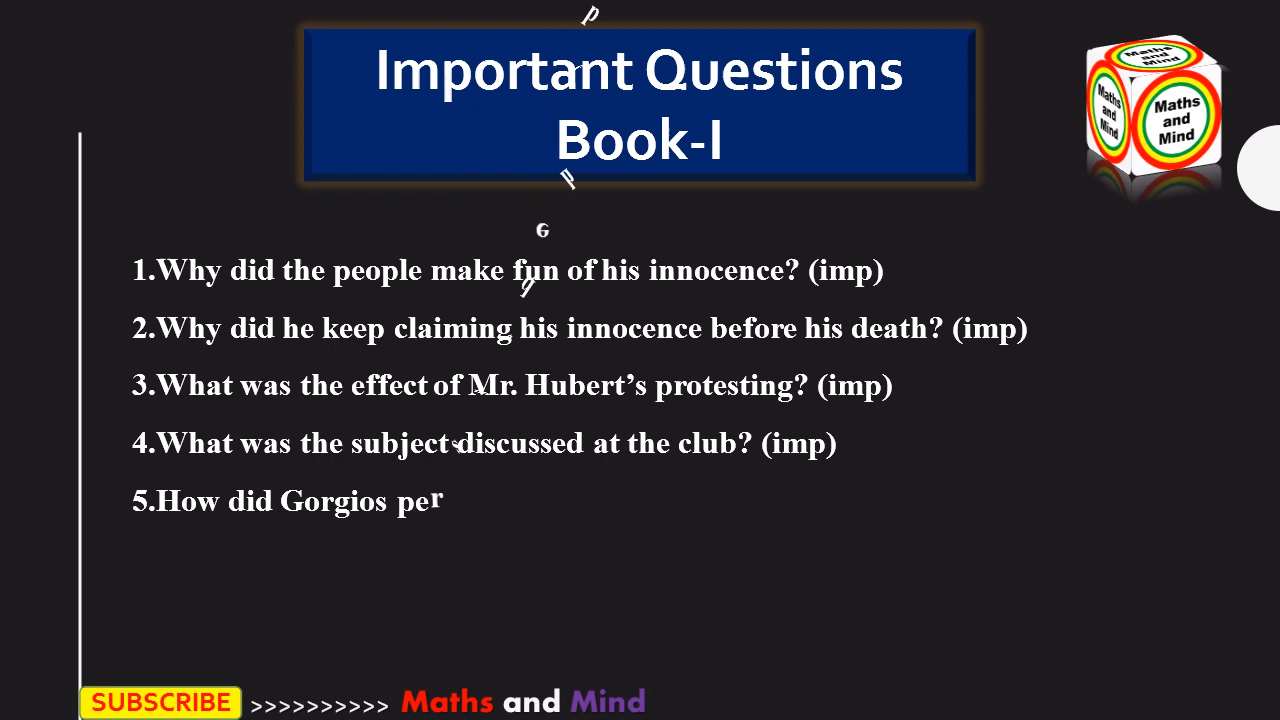 Important Questions
Book-I
Maths and Mind
Maths and Mind
Maths and Mind
1.Why did the people make fun of his innocence? (imp)
2.Why did he keep claiming his innocence before his death? (imp)
3.What was the effect of Mr. Hubert’s protesting? (imp)
4.What was the subject discussed at the club? (imp)
5.How did Gorgios per
SUBSCRIBE >>>>>>>>>> Maths and Mind